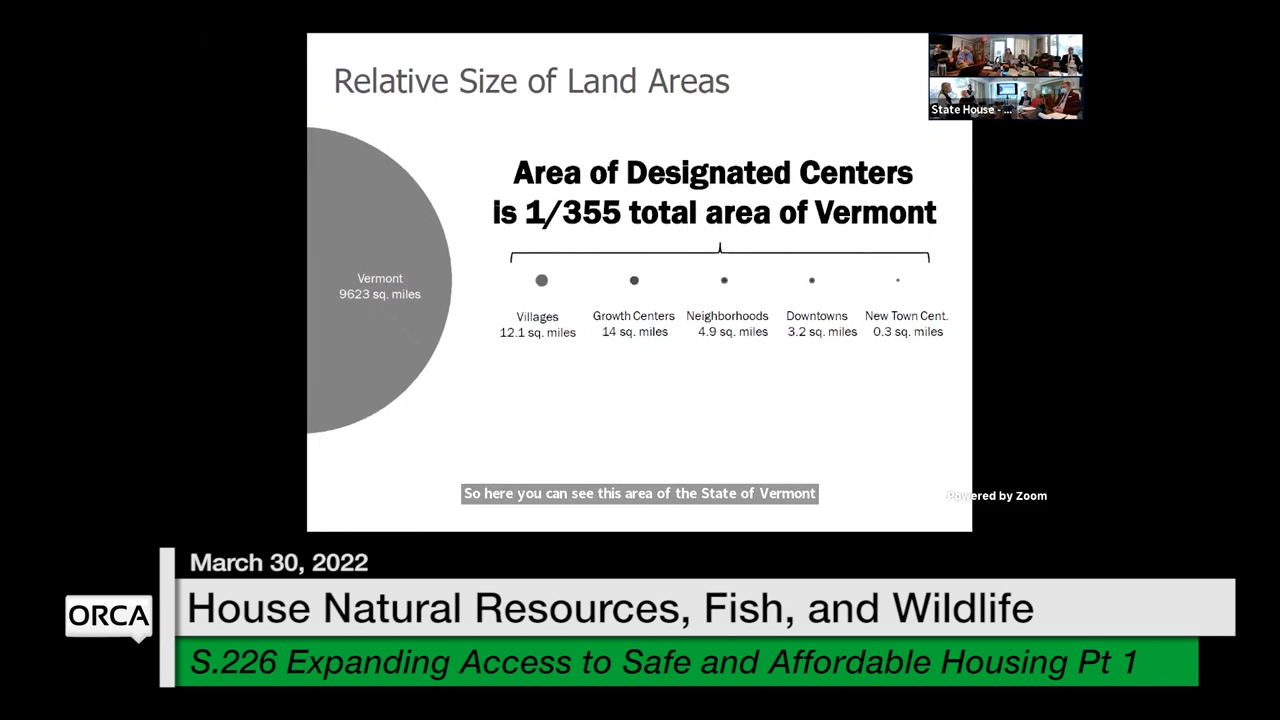 Relative Size of Land Areas
State House - ...
Area of Designated Centers
is 1/355 total area of Vermont
Vermont
9623 sq. miles
Villages
12.1 sq. miles
Growth Centers
14 sq. miles
Neighborhoods
4.9 sq. miles
Downtowns
3.2 sq. miles
New Town Cent.
0.3 sq. miles
So here you can see this area of the State of Vermont
Powered by Zoom
March 30, 2022
ORCA
House Natural Resources, Fish, and Wildlife
S.226 Expanding Access to Safe and Affordable Housing Pt 1